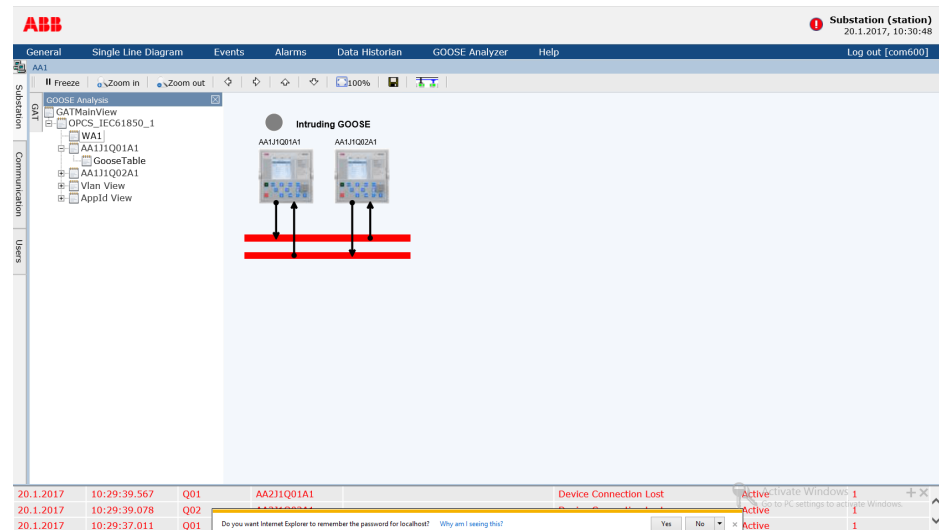 ABB
Substation (station)
20.1.2017, 10:30:48
General Single Line Diagram Events Alarms Data Historian GOOSE Analyzer Help Log out [com600]
AA1
Freeze Zoom in Zoom out 100%
Substation
Communication
Users
GAT
GOOSE Analysis
GATMainView
OPCS_IEC61850_1
WA1
AA1J1Q01A1
GooseTable
AA1J1Q02A1
Vlan View
AppId View
Intruding GOOSE
AA1J1Q01A1 AA1J1Q02A1
20.1.2017 10:29:39.567 Q01 AA2J1Q01A1 Device Connection Lost Active 1
Activate Windows
20.1.2017 10:29:39.078 Q02 Active 1
Go to PC settings to activate Windows.
20.1.2017 10:29:37.011 Q01 Active 1
Do you want Internet Explorer to remember the password for localhost? Why am I seeing this? Yes No